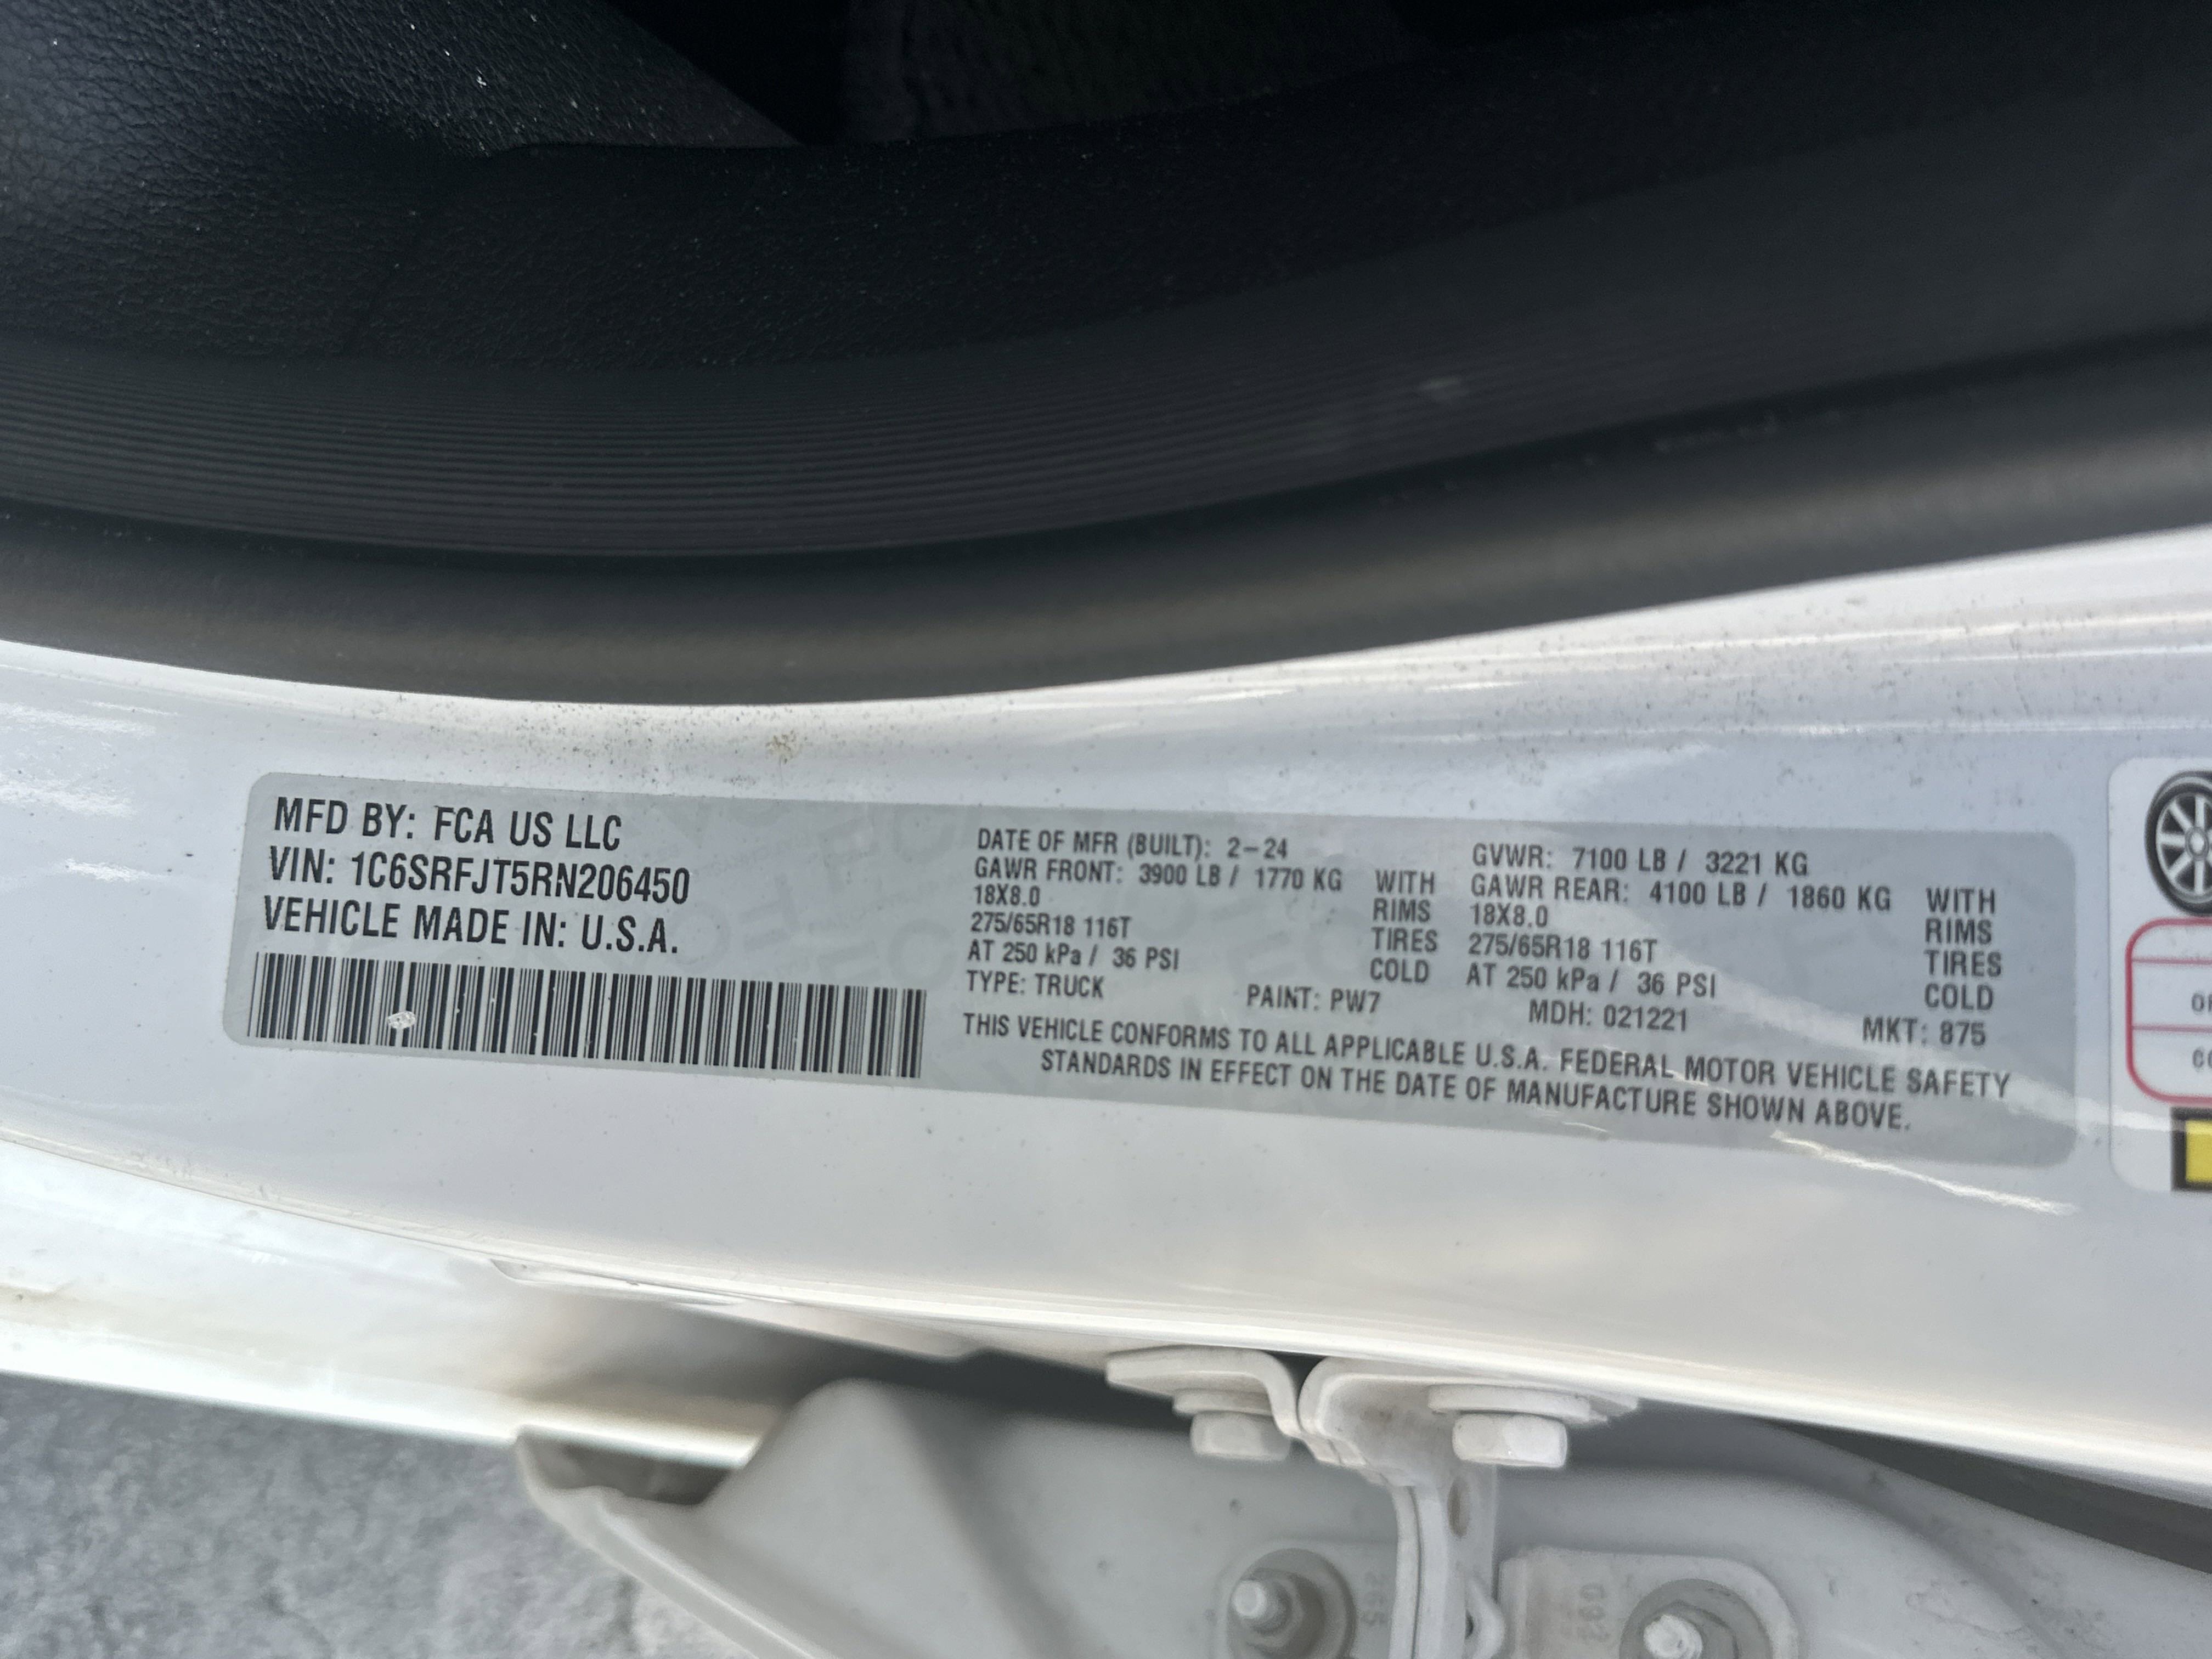 MFD BY: FCA US LLC
VIN: 1C6SRFJT5RN206450
VEHICLE MADE IN: U.S.A.
DATE OF MFR (BUILT): 2-24
GAWR FRONT: 3900 LB / 1770 KG WITH
18X8.0 RIMS
275/65R18 116T TIRES
AT 250 kPa / 36 PSI COLD
GVWR: 7100 LB / 3221 KG
GAWR REAR: 4100 LB / 1860 KG WITH
18X8.0 RIMS
275/65R18 116T TIRES
AT 250 kPa / 36 PSI COLD
TYPE: TRUCK PAINT: PW7 MDH: 021221 MKT: 875
THIS VEHICLE CONFORMS TO ALL APPLICABLE U.S.A. FEDERAL MOTOR VEHICLE SAFETY
STANDARDS IN EFFECT ON THE DATE OF MANUFACTURE SHOWN ABOVE.